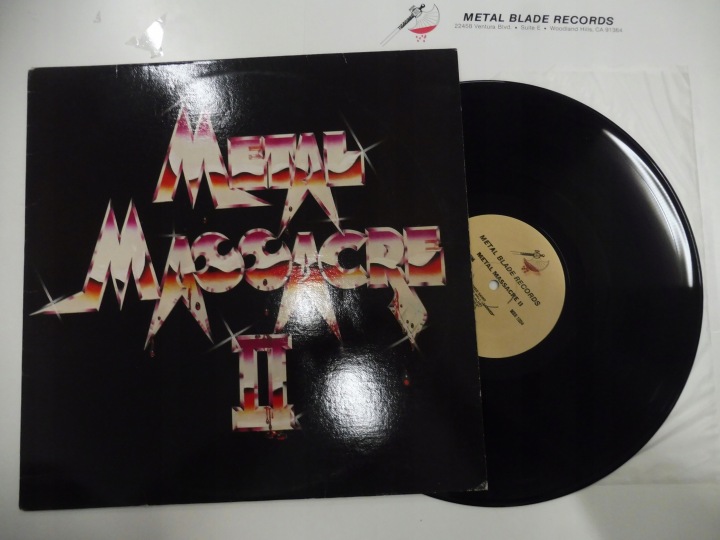 METAL BLADE RECORDS
22458 Ventura Blvd. • Suite E • Woodland Hills, CA 91364
METAL
MASSACRE
II
METAL BLADE RECORDS
METAL MASSACRE II